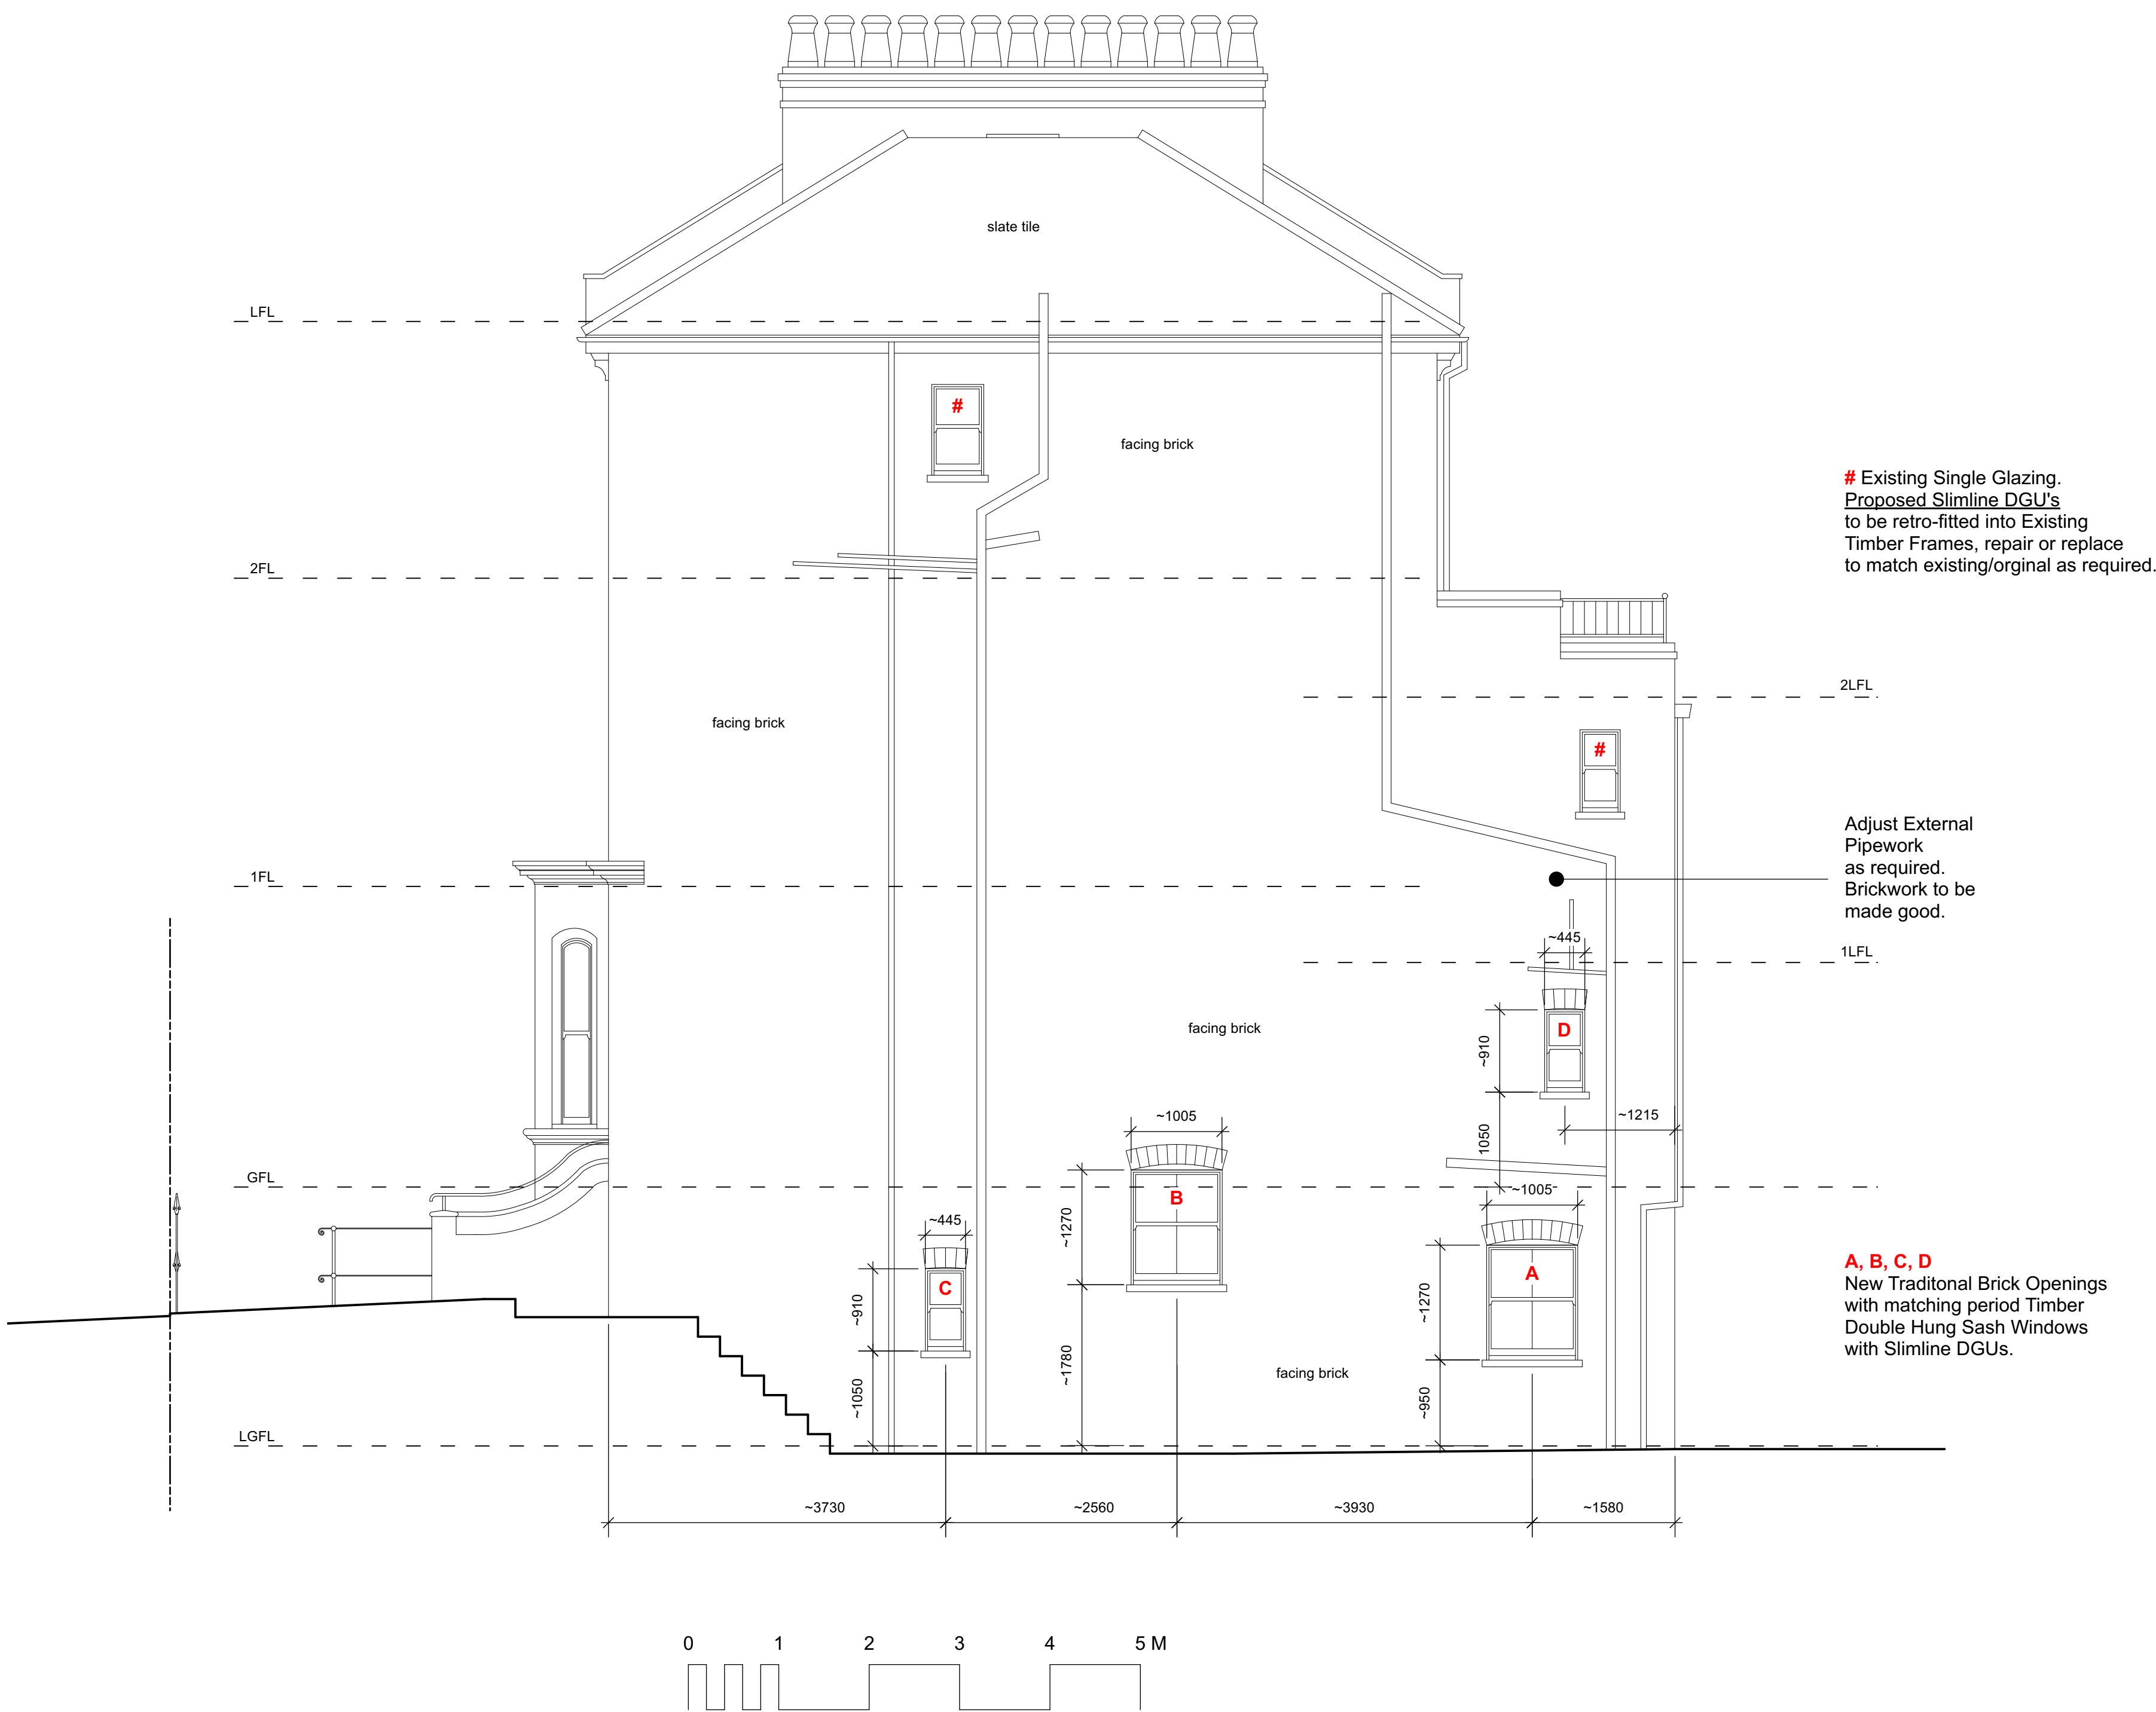 slate tile
LFL
#
facing brick
# Existing Single Glazing.
Proposed Slimline DGU's
to be retro-fitted into Existing
Timber Frames, repair or replace
to match existing/orginal as required.
2FL
2LFL
facing brick
#
Adjust External
Pipework
as required.
Brickwork to be
made good.
1FL
~445
1LFL
facing brick
D
~910
~1005
~1215
1050
GFL
~1005
B
~445
~1270
A
A, B, C, D
New Traditonal Brick Openings
with matching period Timber
Double Hung Sash Windows
with Slimline DGUs.
C
~910
~1270
~1780
facing brick
~1050
~950
LGFL
~3730
~2560
~3930
~1580
0 1 2 3 4 5 M